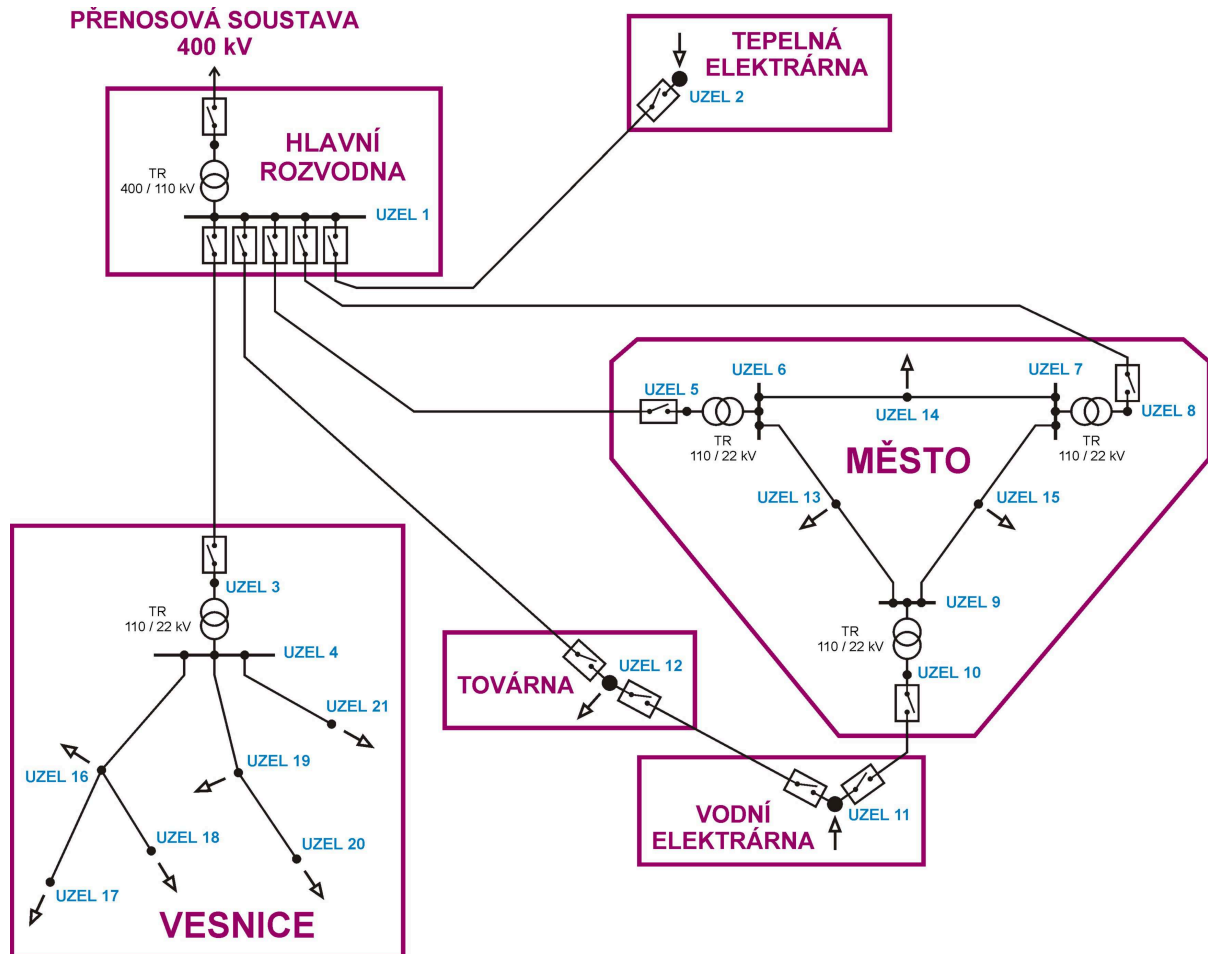 PŘENOSOVÁ SOUSTAVA
400 kV
TEPELNÁ
ELEKTRÁRNA
UZEL 2
HLAVNÍ
ROZVODNA
TR
400 / 110 kV
UZEL 1
UZEL 5
UZEL 6
UZEL 7
UZEL 8
UZEL 14
TR
110 / 22 kV
TR
110 / 22 kV
MĚSTO
UZEL 13
UZEL 15
UZEL 9
TR
110 / 22 kV
UZEL 10
UZEL 3
TR
110 / 22 kV
UZEL 4
UZEL 21
UZEL 16
UZEL 19
UZEL 18
UZEL 20
UZEL 17
VESNICE
TOVÁRNA
UZEL 12
VODNÍ
ELEKTRÁRNA
UZEL 11